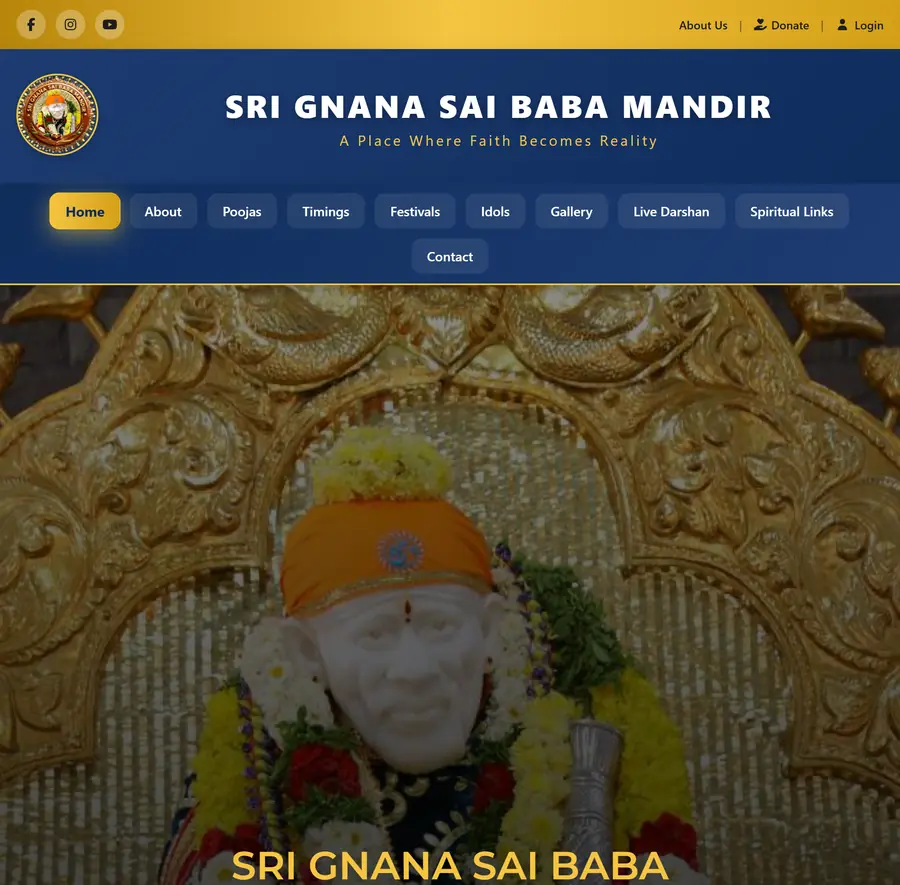 About Us | Donate | Login
SRI GNANA SAI BABA MANDIR
A Place Where Faith Becomes Reality
Home About Poojas Timings Festivals Idols Gallery Live Darshan Spiritual Links
Contact
SRI GNANA SAI BABA